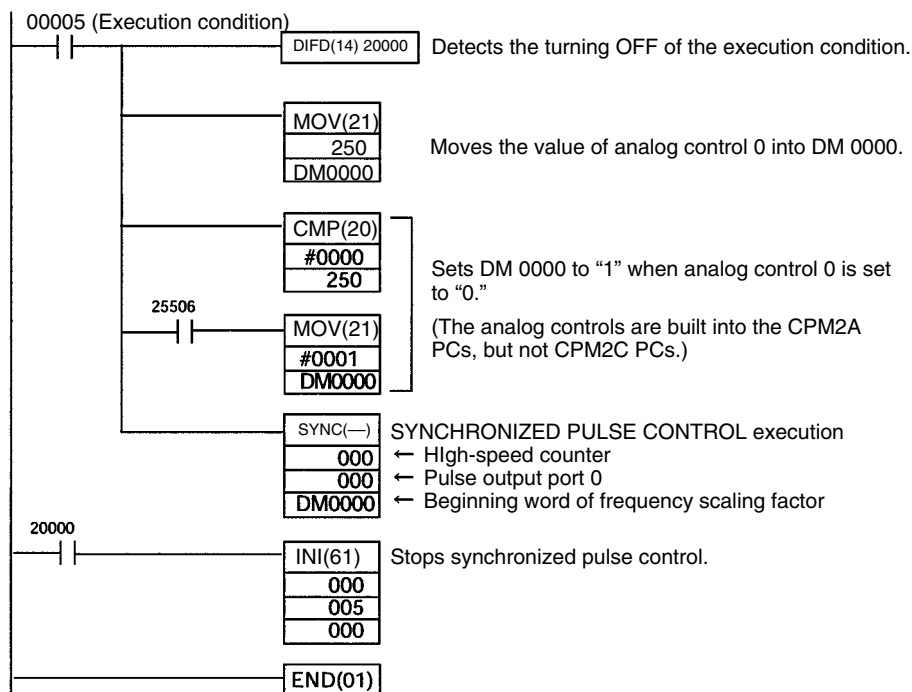 00005 (Execution condition)
DIFD(14) 20000 Detects the turning OFF of the execution condition.
MOV(21)
250
DM0000
Moves the value of analog control 0 into DM 0000.
CMP(20)
#0000
250
Sets DM 0000 to “1” when analog control 0 is set
to “0.”
25506
MOV(21)
#0001
DM0000
(The analog controls are built into the CPM2A
PCs, but not CPM2C PCs.)
SYNC(—) SYNCHRONIZED PULSE CONTROL execution
000 ← HIgh-speed counter
000 ← Pulse output port 0
DM0000 ← Beginning word of frequency scaling factor
20000
INI(61) Stops synchronized pulse control.
000
005
000
END(01)